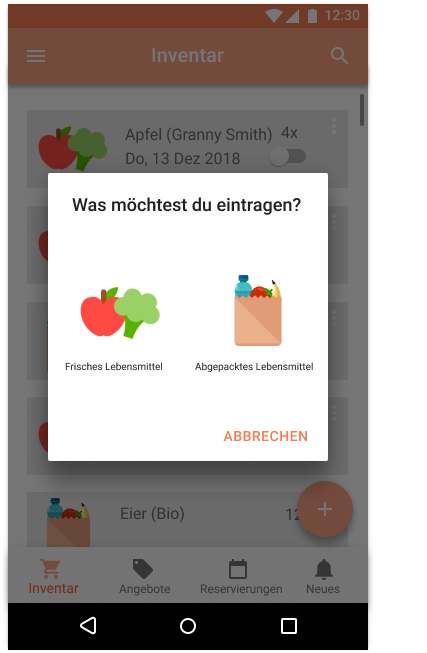 12:30
Inventar
Apfel (Granny Smith) 4x
Do, 13 Dez 2018
Was möchtest du eintragen?
Frisches Lebensmittel
Abgepacktes Lebensmittel
ABBRECHEN
Eier (Bio)
Inventar
Angebote
Reservierungen
Neues